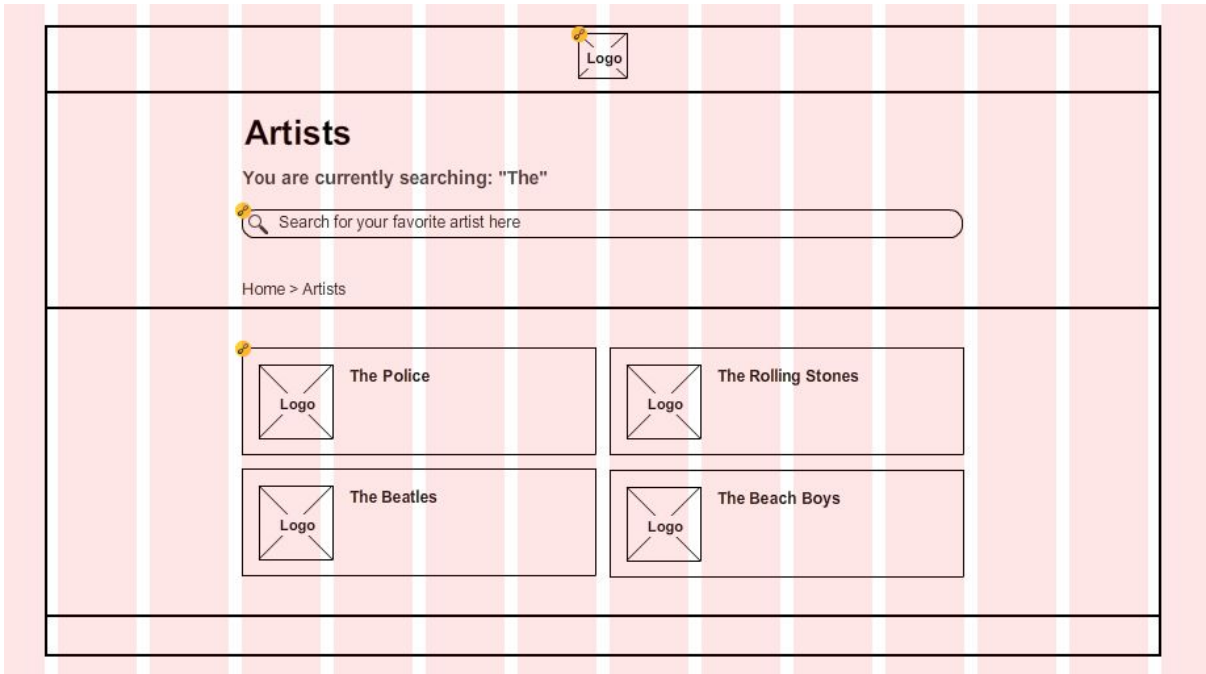 Logo
Artists
You are currently searching: "The"
Search for your favorite artist here
Home > Artists
Logo
The Police
Logo
The Rolling Stones
Logo
The Beatles
Logo
The Beach Boys